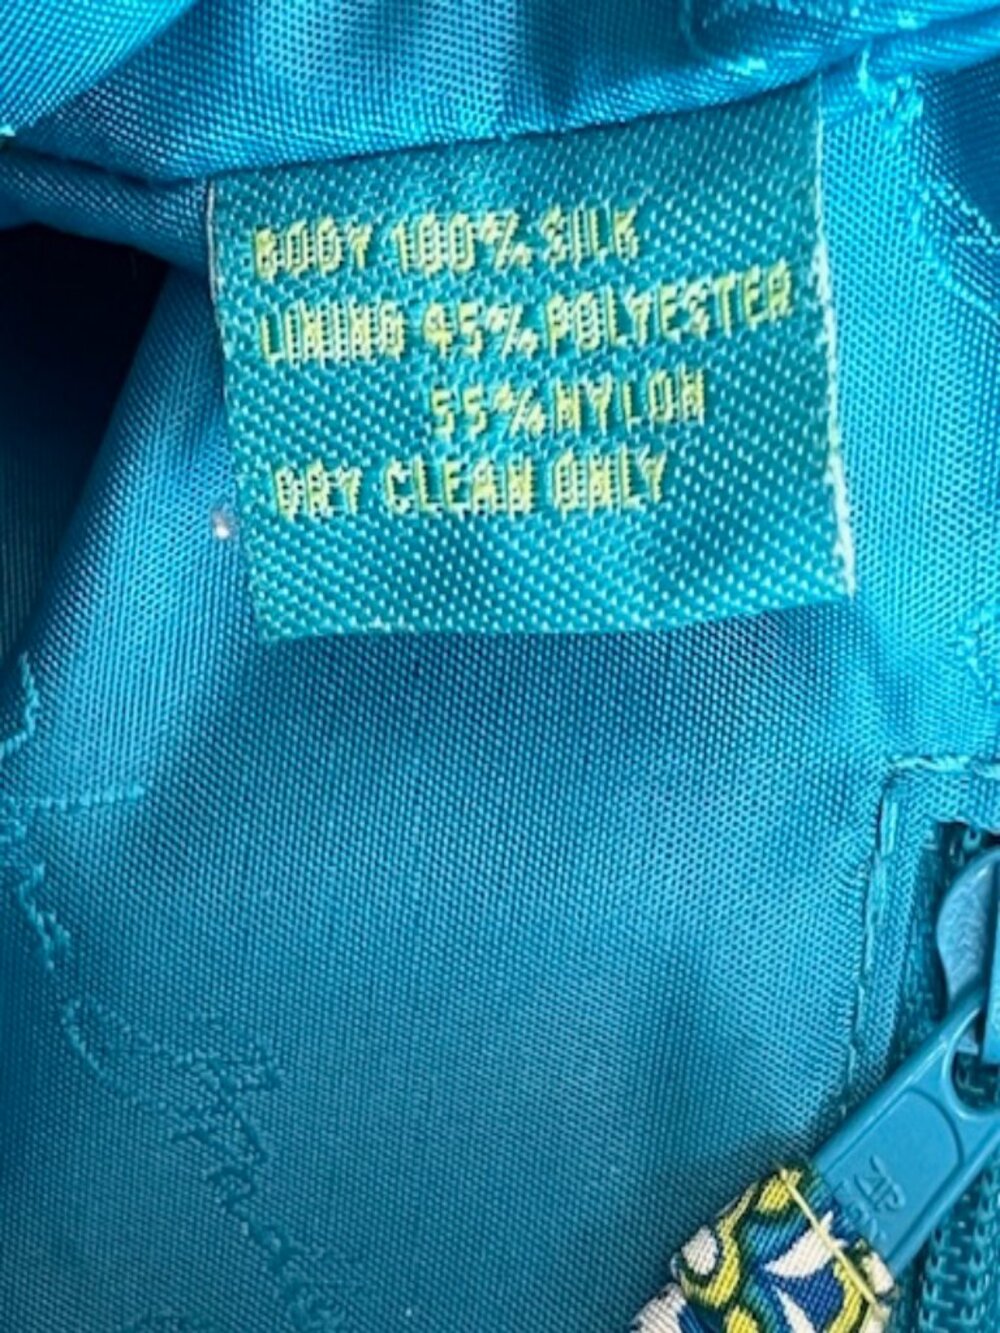 BODY 100% SILK
LINING 45% POLYESTER
55% NYLON
DRY CLEAN ONLY